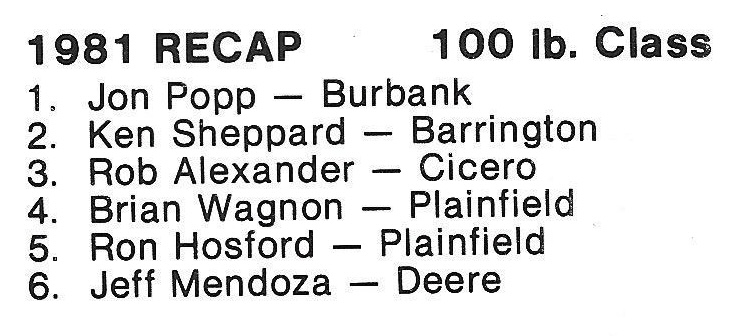 1981 RECAP 100 lb. Class
1. Jon Popp — Burbank
2. Ken Sheppard — Barrington
3. Rob Alexander — Cicero
4. Brian Wagnon — Plainfield
5. Ron Hosford — Plainfield
6. Jeff Mendoza — Deere